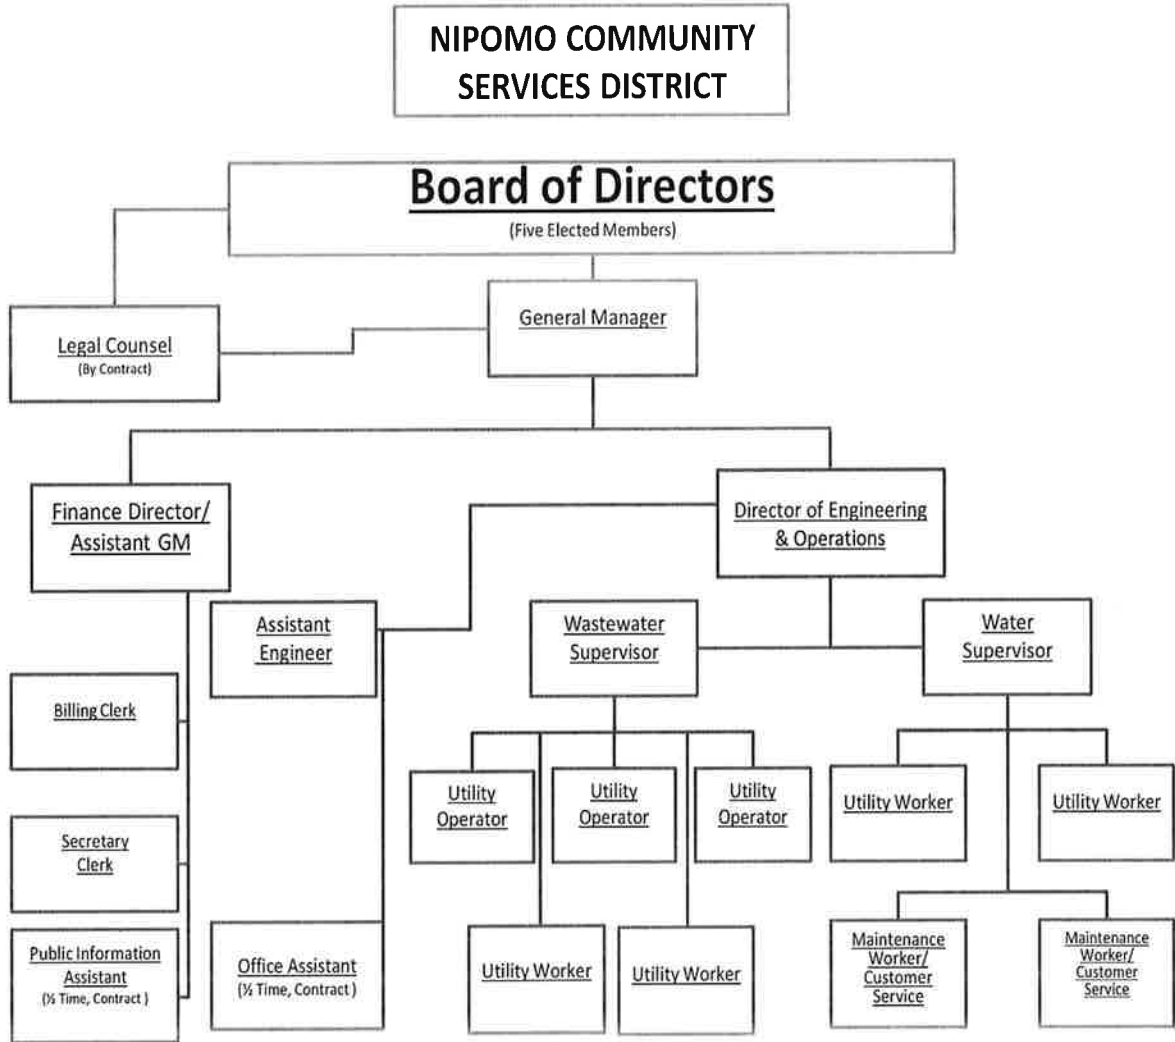 NIPOMO COMMUNITY
SERVICES DISTRICT
Board of Directors
(Five Elected Members)
General Manager
Legal Counsel
(By Contract)
Finance Director/
Assistant GM
Director of Engineering
& Operations
Assistant
Engineer
Wastewater
Supervisor
Water
Supervisor
Billing Clerk
Utility
Operator
Utility
Operator
Utility
Operator
Utility Worker
Utility Worker
Secretary
Clerk
Public Information
Assistant
(½ Time, Contract )
Office Assistant
(½ Time, Contract )
Utility Worker
Utility Worker
Maintenance
Worker/
Customer
Service
Maintenance
Worker/
Customer
Service